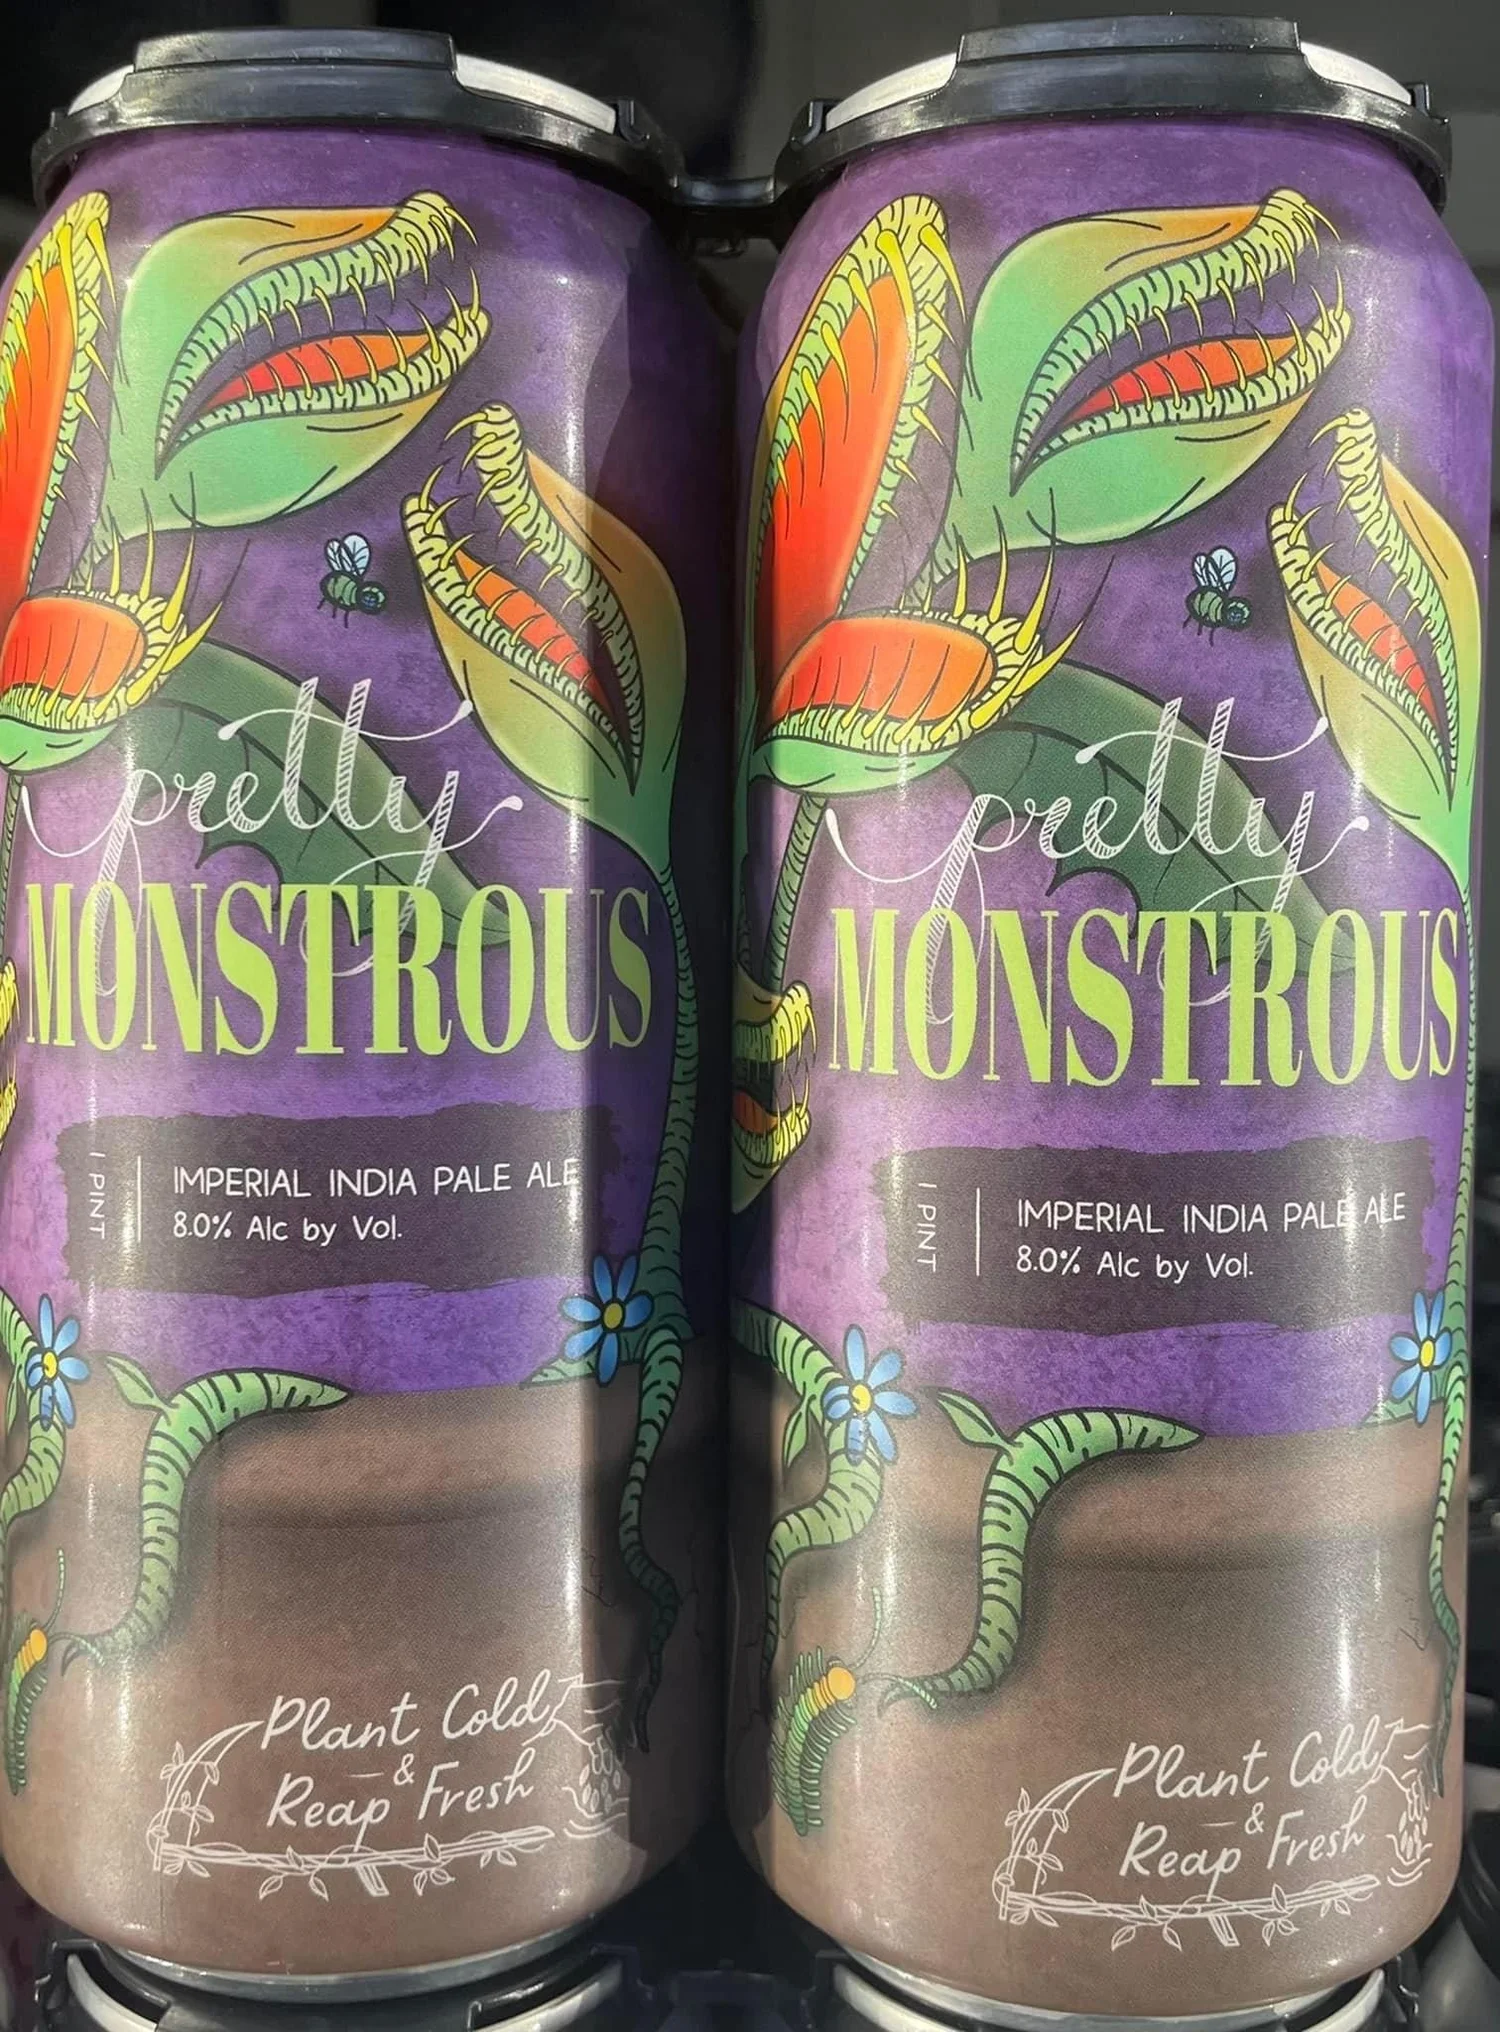 pretty
MONSTROUS
1 PINT
IMPERIAL INDIA PALE ALE
8.0% Alc by Vol.
Plant Cold
&
Reap Fresh
pretty
MONSTROUS
1 PINT
IMPERIAL INDIA PALE ALE
8.0% Alc by Vol.
Plant Cold
&
Reap Fresh